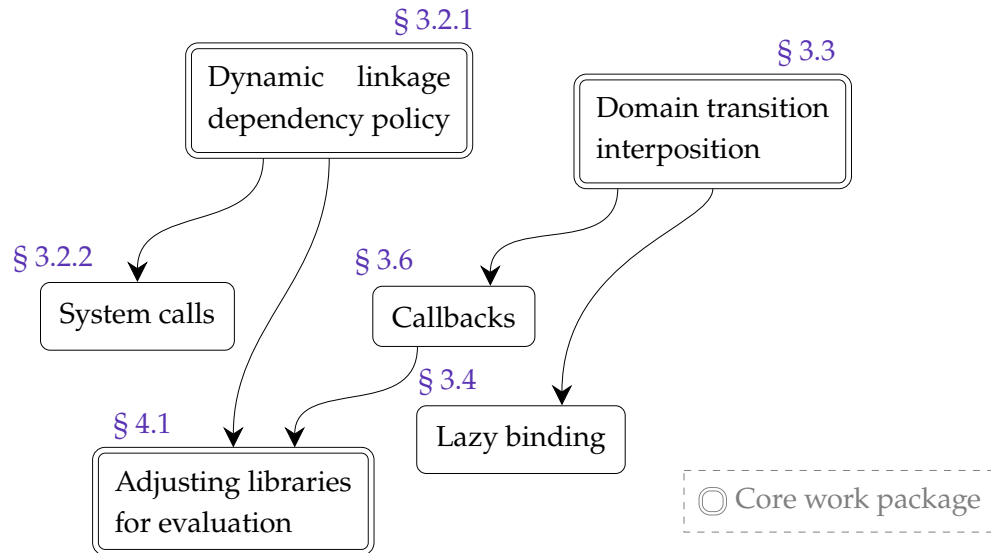 § 3.2.1
Dynamic linkage
dependency policy
§ 3.3
Domain transition
interposition
§ 3.2.2
System calls
§ 3.6
Callbacks
§ 3.4
Lazy binding
§ 4.1
Adjusting libraries
for evaluation
Core work package